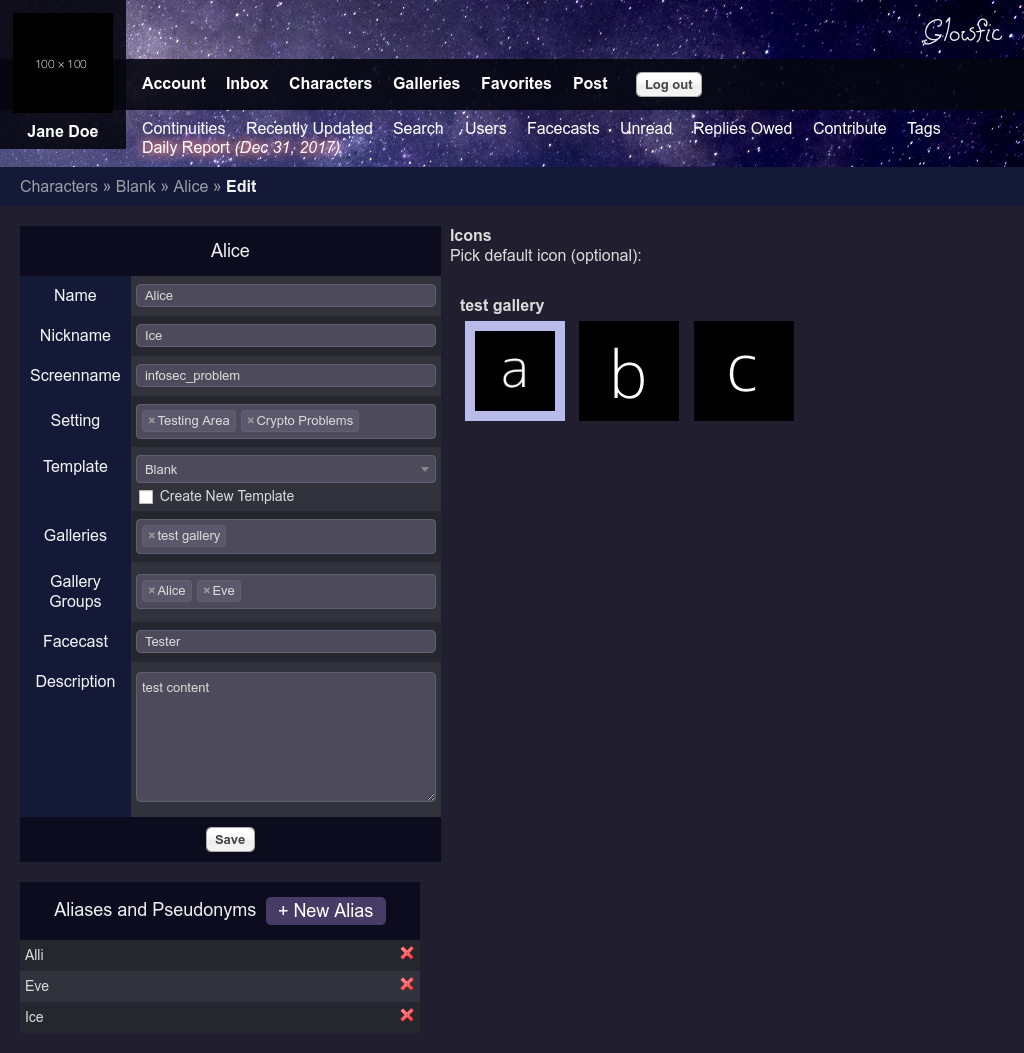 100 × 100
Glowfic
Account Inbox Characters Galleries Favorites Post Log out
Jane Doe
Continuities Recently Updated Search Users Facecasts Unread Replies Owed Contribute Tags
Daily Report (Dec 31, 2017)
Characters » Blank » Alice » Edit
Alice
Name Alice
Nickname Ice
Screenname infosec_problem
Setting × Testing Area × Crypto Problems
Template Blank
Create New Template
Galleries × test gallery
Gallery Groups × Alice × Eve
Facecast Tester
Description test content
Save
Icons
Pick default icon (optional):
test gallery
a b c
Aliases and Pseudonyms + New Alias
Alli
Eve
Ice